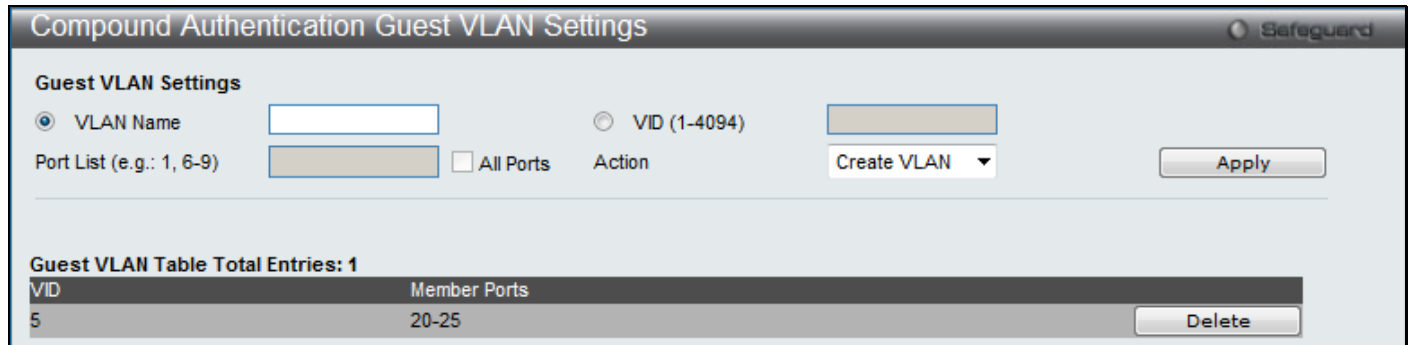 Compound Authentication Guest VLAN Settings
Safeguard
Guest VLAN Settings
VLAN Name VID (1-4094)
Port List (e.g.: 1, 6-9) All Ports Action Create VLAN Apply
Guest VLAN Table Total Entries: 1
VID Member Ports
5 20-25 Delete